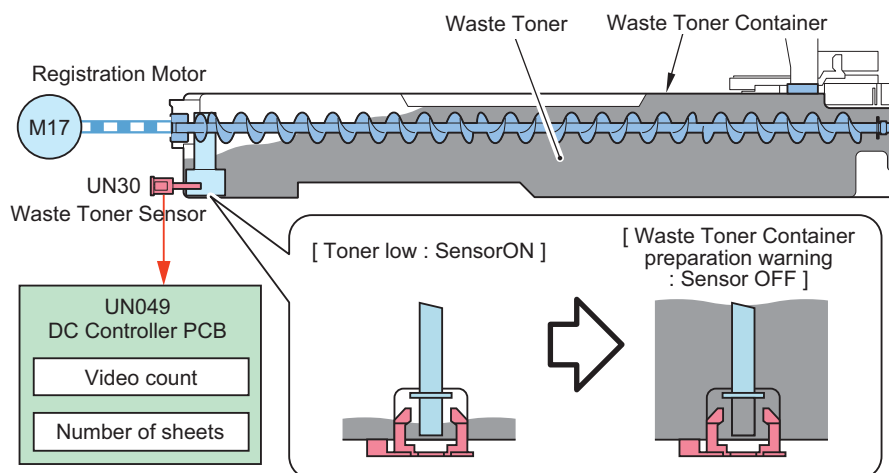 Waste Toner
Waste Toner Container
Registration Motor
M17
UN30
Waste Toner Sensor
[ Toner low : SensorON ]
[ Waste Toner Container
preparation warning
: Sensor OFF ]
UN049
DC Controller PCB
Video count
Number of sheets